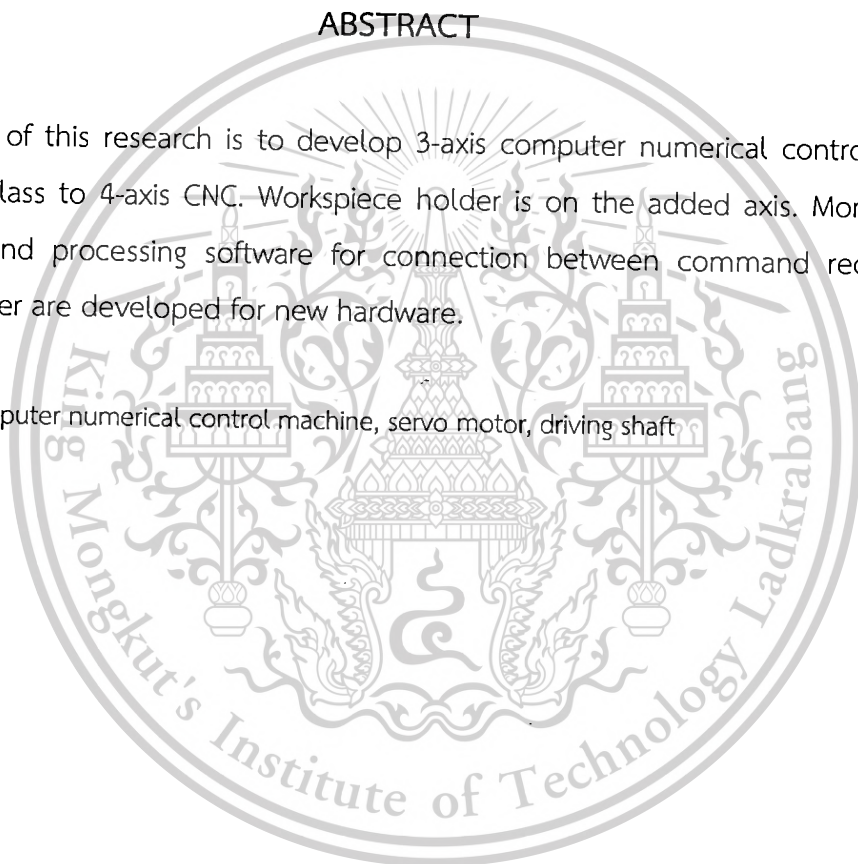 ABSTRACT
of this research is to develop 3-axis computer numerical contro
lass to 4-axis CNC. Workpiece holder is on the added axis. Mor
nd processing software for connection between command rec
er are developed for new hardware.
puter numerical control machine, servo motor, driving shaft
King Mongkut's Institute of Technology Ladkrabang